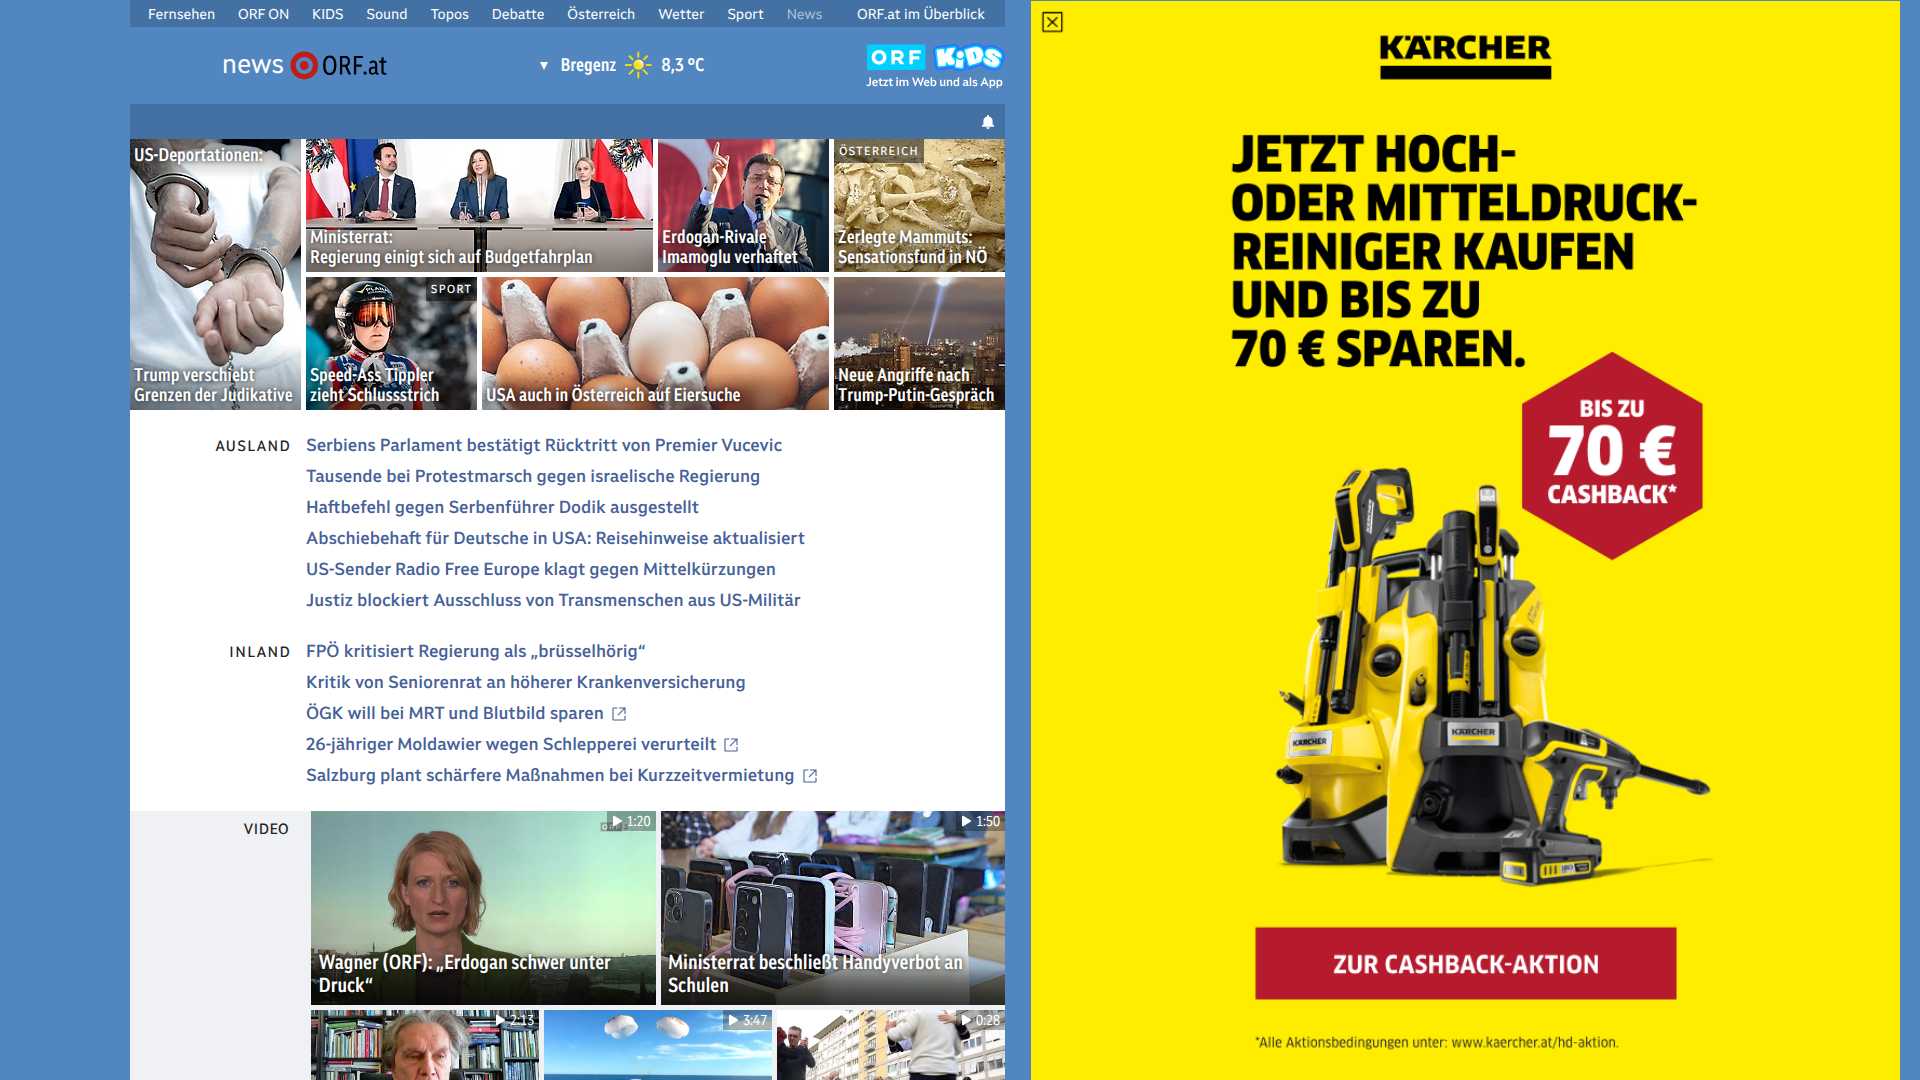 Fernsehen ORF ON KIDS Sound Topos Debatte Österreich Wetter Sport News ORF.at im Überblick
news ORF.at
▼ Bregenz 8,3 °C
ORF KiDS
Jetzt im Web und als App
US-Deportationen:
Trump verschiebt
Grenzen der Judikative
Ministerrat:
Regierung einigt sich auf Budgetfahrplan
Erdogan-Rivale
Imamoglu verhaftet
ÖSTERREICH
Zerlegte Mammuts:
Sensationsfund in NÖ
SPORT
Speed-Ass Tippler
zieht Schlussstrich
USA auch in Österreich auf Eiersuche
Neue Angriffe nach
Trump-Putin-Gespräch
AUSLAND
Serbiens Parlament bestätigt Rücktritt von Premier Vucevic
Tausende bei Protestmarsch gegen israelische Regierung
Haftbefehl gegen Serbenführer Dodik ausgestellt
Abschiebehaft für Deutsche in USA: Reisehinweise aktualisiert
US-Sender Radio Free Europe klagt gegen Mittelkürzungen
Justiz blockiert Ausschluss von Transmenschen aus US-Militär
INLAND
FPÖ kritisiert Regierung als „brüsselhörig“
Kritik von Seniorenrat an höherer Krankenversicherung
ÖGK will bei MRT und Blutbild sparen
26-jähriger Moldawier wegen Schlepperei verurteilt
Salzburg plant schärfere Maßnahmen bei Kurzzeitvermietung
VIDEO
1:20
Wagner (ORF): „Erdogan schwer unter
Druck“
1:50
Ministerrat beschließt Handyverbot an
Schulen
2:13
3:47
0:28
KÄRCHER
JETZT HOCH-
ODER MITTELDRUCK-
REINIGER KAUFEN
UND BIS ZU
70 € SPAREN.
BIS ZU
70 €
CASHBACK*
KÄRCHER
KÄRCHER
ZUR CASHBACK-AKTION
*Alle Aktionsbedingungen unter: www.kaercher.at/hd-aktion.